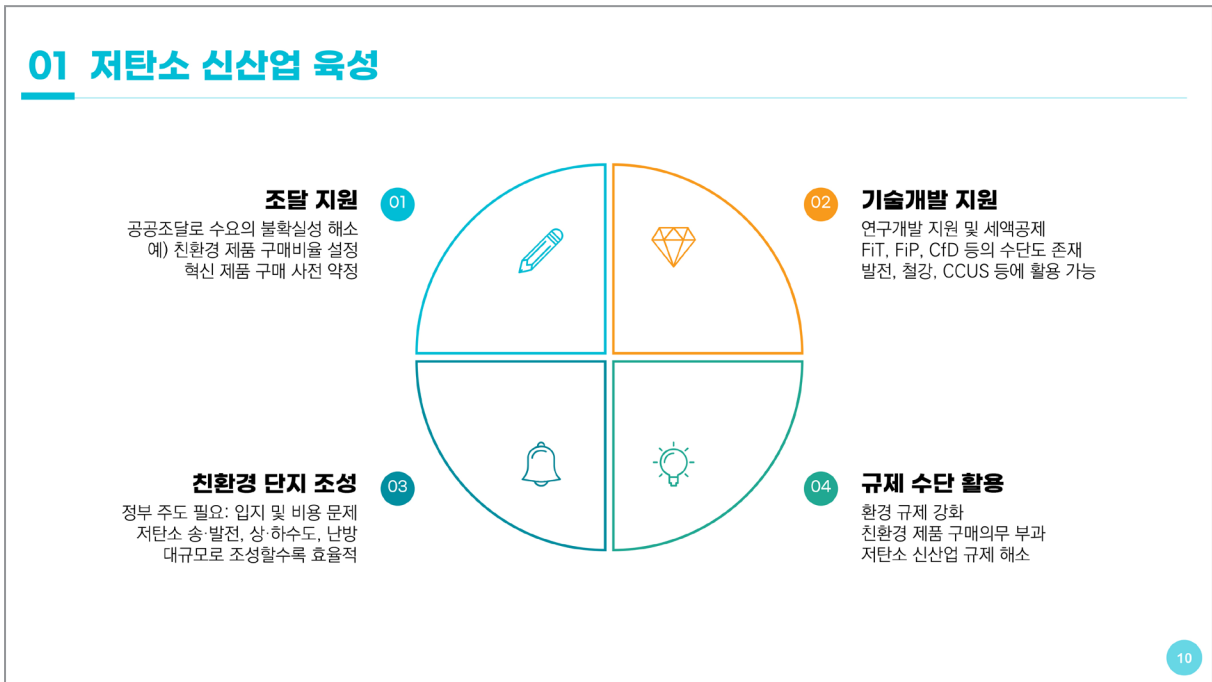 01 저탄소 신산업 육성
조달 지원
01
공공조달로 수요의 불확실성 해소
예) 친환경 제품 구매비율 설정
혁신 제품 구매 사전 약정
02
기술개발 지원
연구개발 지원 및 세액공제
FiT, FiP, CfD 등의 수단도 존재
발전, 철강, CCUS 등에 활용 가능
친환경 단지 조성
03
정부 주도 필요: 입지 및 비용 문제
저탄소 송·발전, 상·하수도, 난방
대규모로 조성할수록 효율적
04
규제 수단 활용
환경 규제 강화
친환경 제품 구매의무 부과
저탄소 신산업 규제 해소
10